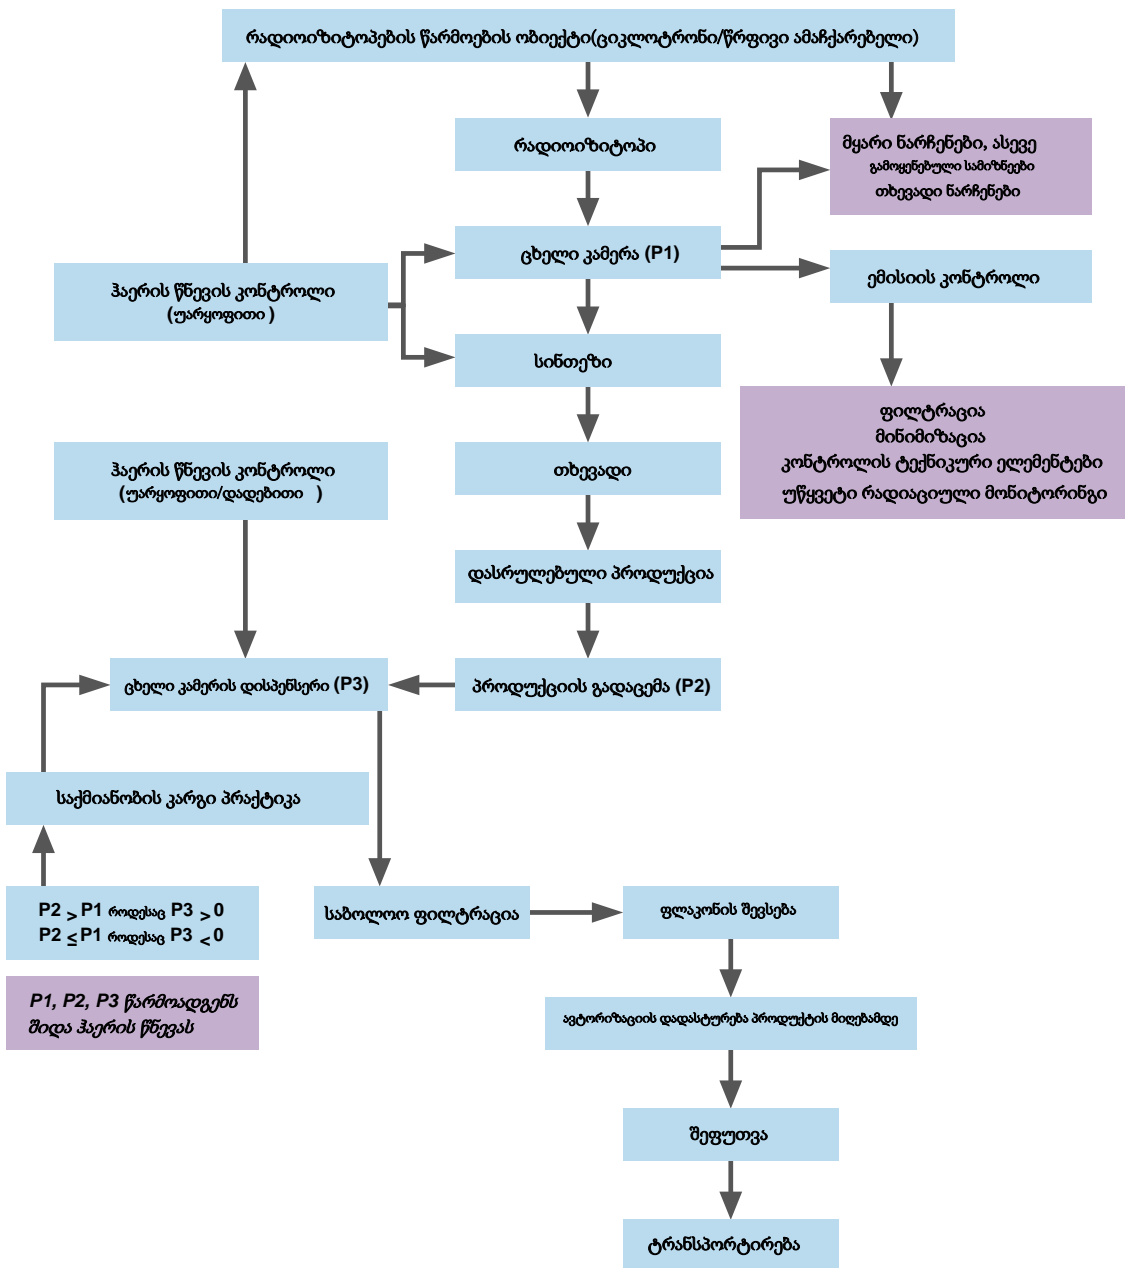 რადიოიზიტოპების წარმოების ობიექტი(ციკლოტრონი/წრფივი ამაჩქარებელი)
რადიოიზიტოპი
მყარი ნარჩენები, ასევე
გამოყენებული სამიზნეები
თხევადი ნარჩენები
ცხელი კამერა (P1)
ემისიის კონტროლი
ჰაერის წნევის კონტროლი
(უარყოფითი )
სინთეზი
ფილტრაცია
მინიმიზაცია
კონტროლის ტექნიკური ელემენტები
უწყვეტი რადიაციული მონიტორინგი
ჰაერის წნევის კონტროლი
(უარყოფითი/დადებითი )
თხევადი
დასრულებული პროდუქცია
ცხელი კამერის დისპენსერი (P3)
პროდუქციის გადაცემა (P2)
საქმიანობის კარგი პრაქტიკა
P2 > P1 როდესაც P3 > 0
P2 ≤ P1 როდესაც P3 < 0
საბოლოო ფილტრაცია
ფლაკონის შევსება
P1, P2, P3 წარმოადგენს
შიდა ჰაერის წნევას
ავტორიზაციის დადასტურება პროდუქტის მიღებამდე
შეფუთვა
ტრანსპორტირება